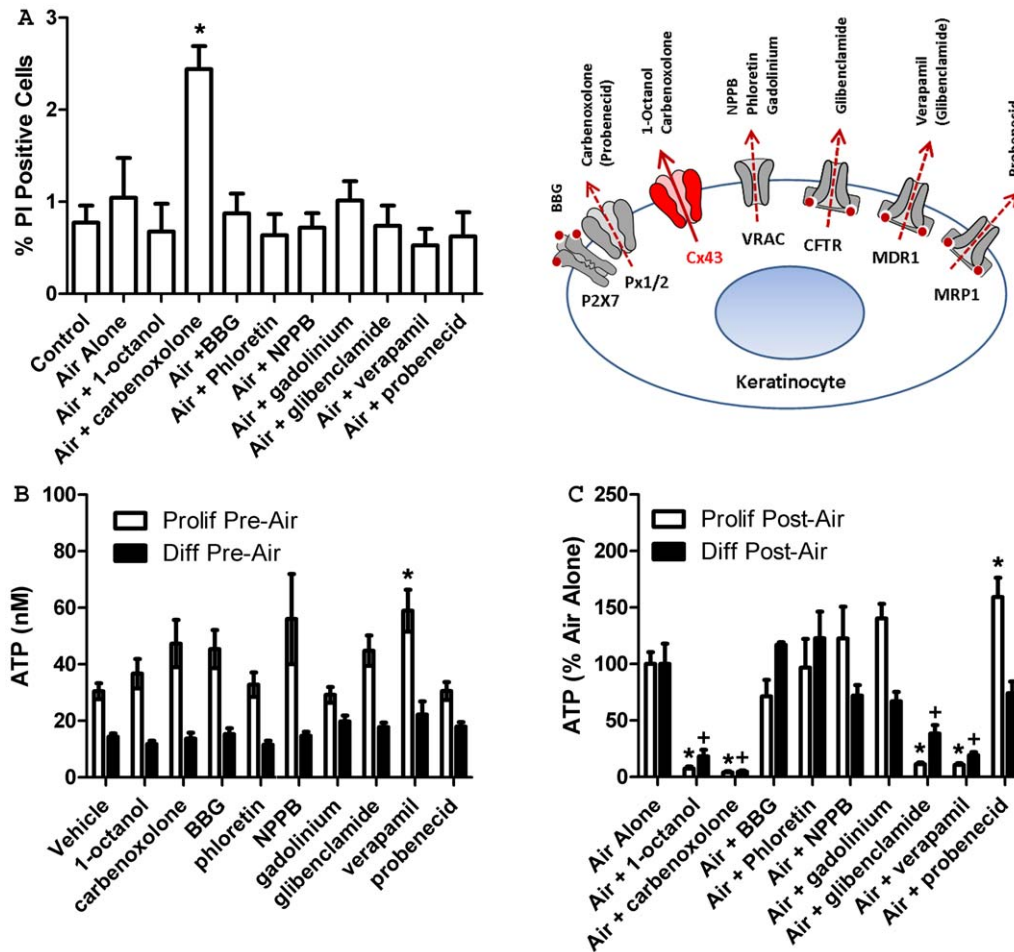 A
% PI Positive Cells
3
2
1
0
*
Control
Air Alone
Air + 1-octanol
Air + carbenoxolone
Air +BBG
Air + Phloretin
Air + NPPB
Air + gadolinium
Air + glibenclamide
Air + verapamil
Air + probenecid
BBG
Carbenoxolone
(Probenecid)
1-Octanol
Carbenoxolone
NPPB
Phloretin
Gadolinium
Glibenclamide
Verapamil
(Glibenclamide)
Probenecid
P2X7
Px1/2
Cx43
VRAC
CFTR
MDR1
MRP1
Keratinocyte
B
ATP (nM)
100
80
60
40
20
0
Prolif Pre-Air
Diff Pre-Air
*
Vehicle
1-octanol
carbenoxolone
BBG
phloretin
NPPB
gadolinium
glibenclamide
verapamil
probenecid
C
ATP (% Air Alone)
250
200
150
100
50
0
Prolif Post-Air
Diff Post-Air
* +
* +
* +
* +
*
Air Alone
Air + 1-octanol
Air + carbenoxolone
Air + BBG
Air + Phloretin
Air + NPPB
Air + gadolinium
Air + glibenclamide
Air + verapamil
Air + probenecid